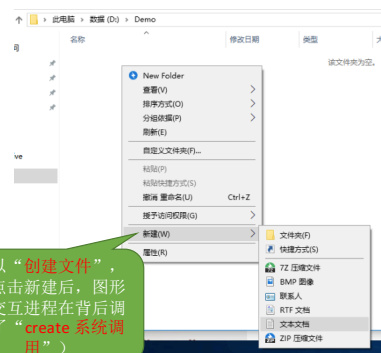 此电脑 › 数据 (D:) › Demo
名称 修改日期 类型
该文件夹为空。
New Folder
查看(V)
排序方式(O)
分组依据(P)
刷新(E)
自定义文件夹(F)...
粘贴(P)
粘贴快捷方式(S)
撤消 重命名(U) Ctrl+Z
授予访问权限(G)
新建(W)
属性(R)
文件夹(F)
快捷方式(S)
7Z 压缩文件
BMP 图像
联系人
RTF 文档
文本文档
ZIP 压缩文件
以“创建文件”，
点击新建后，图形
交互进程在背后调
了“create 系统调
用”）